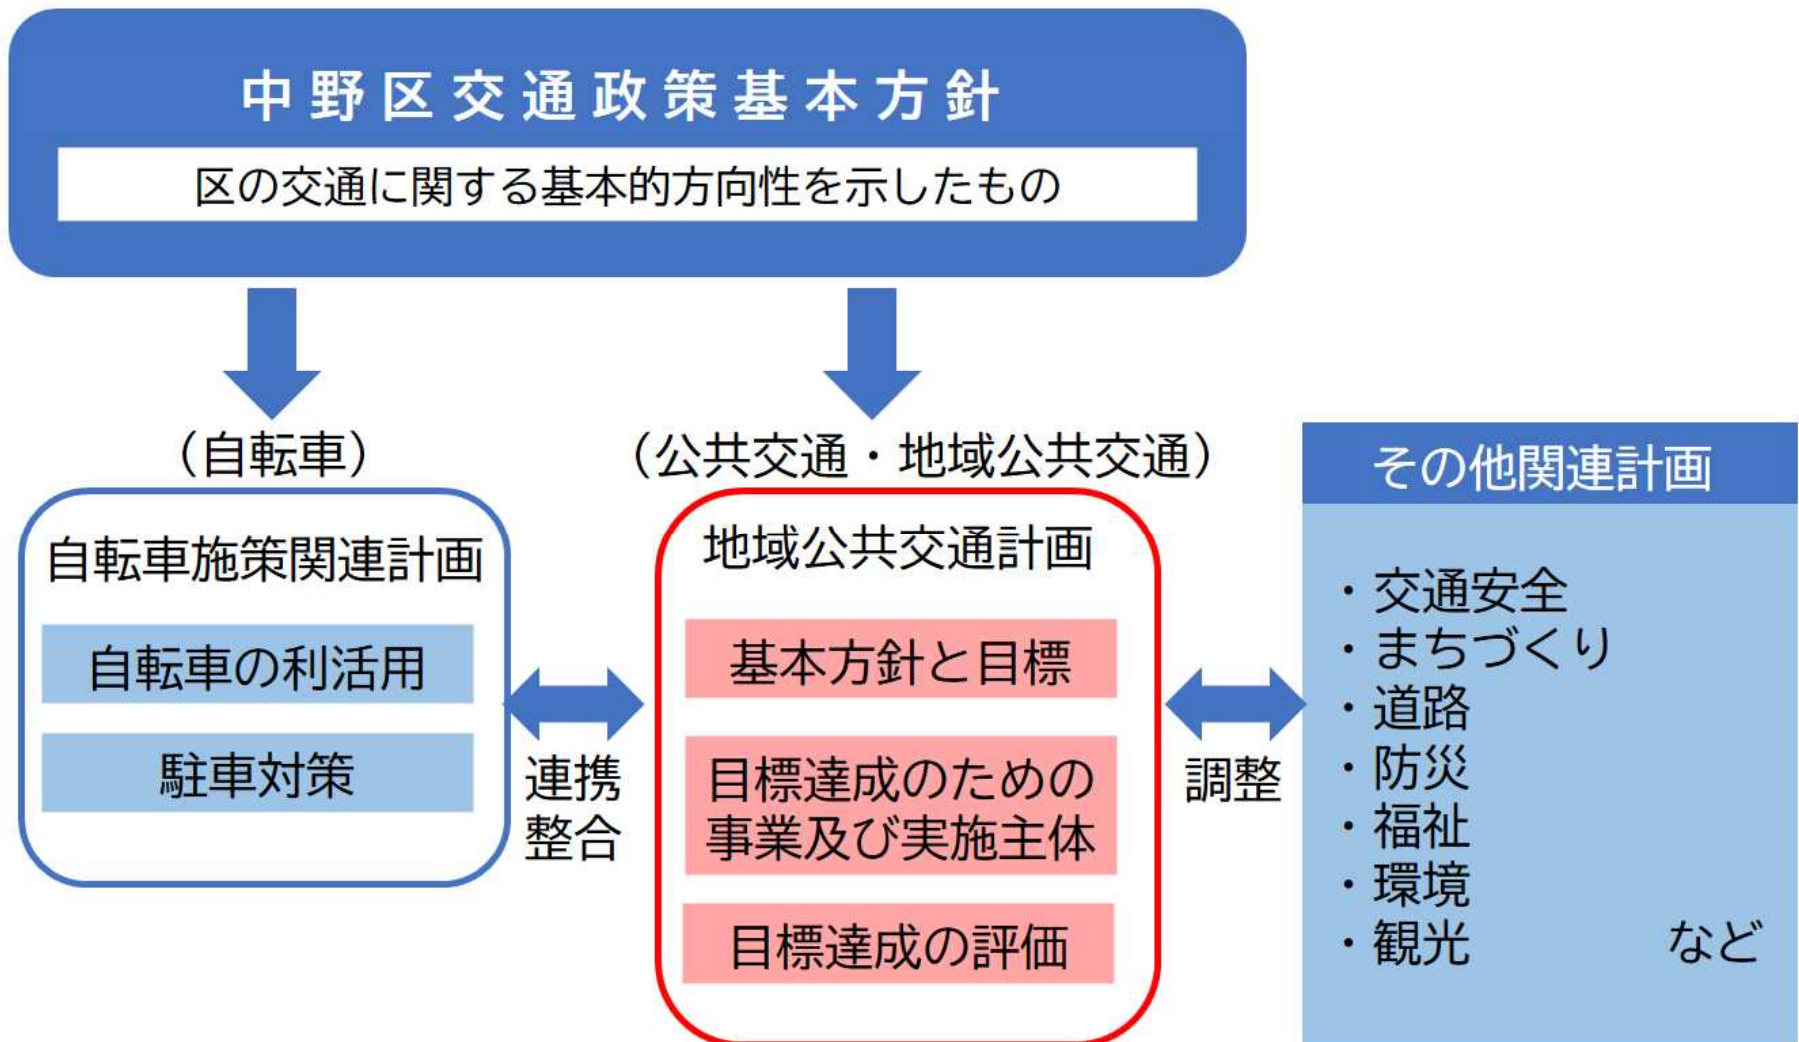 中野区交通政策基本方針
区の交通に関する基本的方向性を示したもの
（自転車）
自転車施策関連計画
自転車の利活用
駐車対策
連携
整合
（公共交通・地域公共交通）
地域公共交通計画
基本方針と目標
目標達成のための
事業及び実施主体
目標達成の評価
調整
その他関連計画
・交通安全
・まちづくり
・道路
・防災
・福祉
・環境
・観光　　　　など